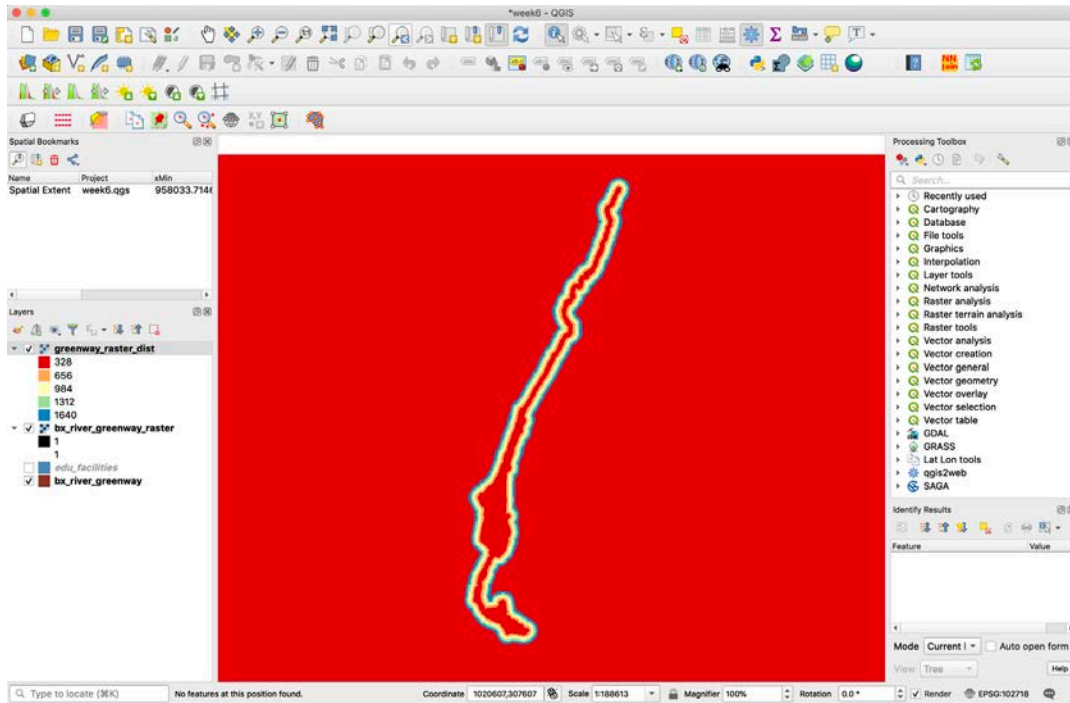 *week6 - QGIS
NN
join
X,Y
Spatial Bookmarks
Processing Toolbox
Name Project xMin
Search...
Spatial Extent week6.qgs 958033.7146
Recently used
Cartography
Database
File tools
Graphics
Interpolation
Layer tools
Network analysis
Raster analysis
Raster terrain analysis
Raster tools
Vector analysis
Vector creation
Vector general
Vector geometry
Vector overlay
Vector selection
Vector table
GDAL
GRASS
Lat Lon tools
qgis2web
SAGA
Layers
greenway_raster_dist
328
656
984
1312
1640
bx_river_greenway_raster
1
1
edu_facilities
bx_river_greenway
Identify Results
Feature Value
Mode Current l Auto open form
View Tree Help
Type to locate (⌘K) No features at this position found. Coordinate 1020607,307607 Scale 1:188613 Magnifier 100% Rotation 0.0 ° Render EPSG:102718